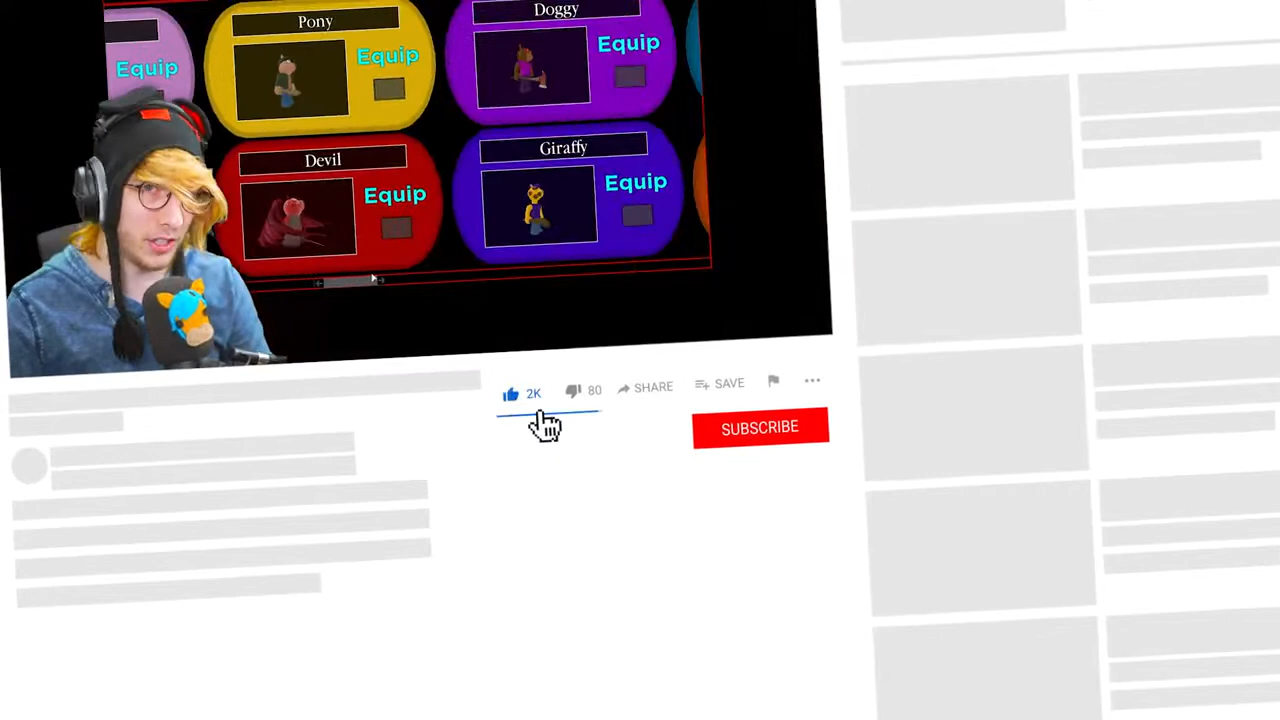 Pony
Equip
Doggy
Equip
Equip
Devil
Equip
Giraffy
Equip
2K
80
SHARE
SAVE
SUBSCRIBE